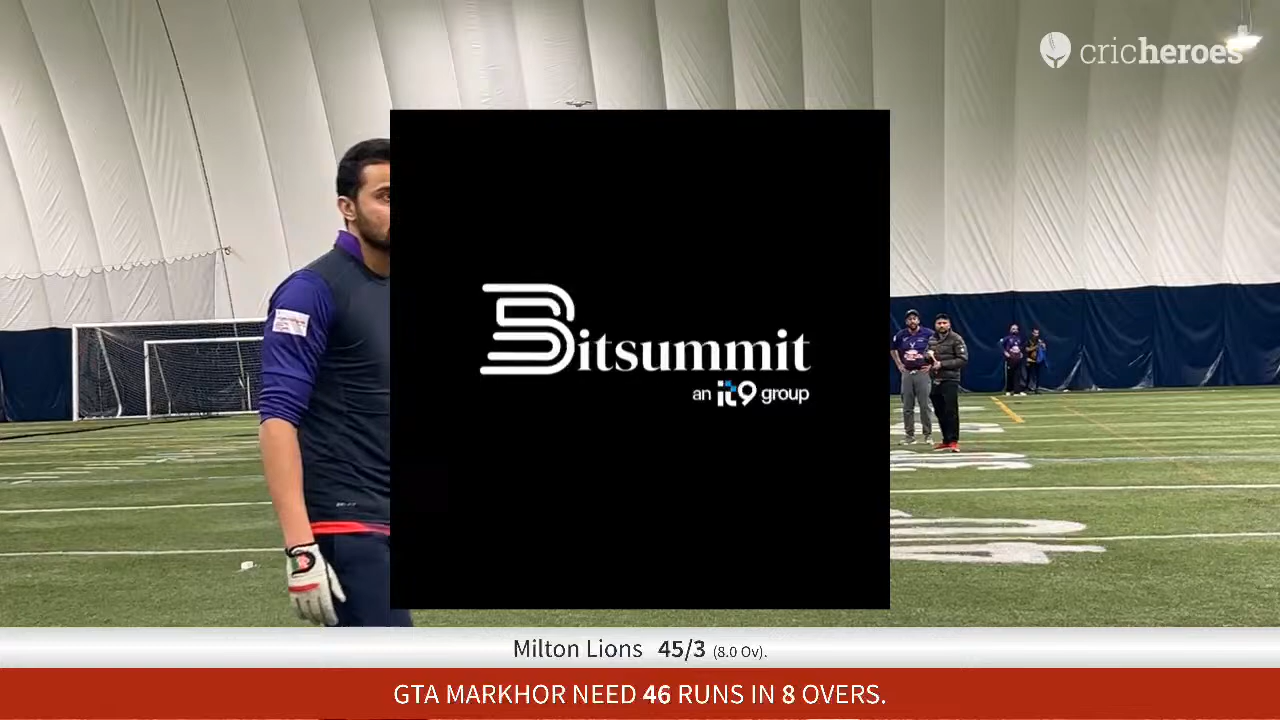 cricheroes
Bitsummit
an it9 group
Milton Lions 45/3 (8.0 Ov).
GTA MARKHOR NEED 46 RUNS IN 8 OVERS.